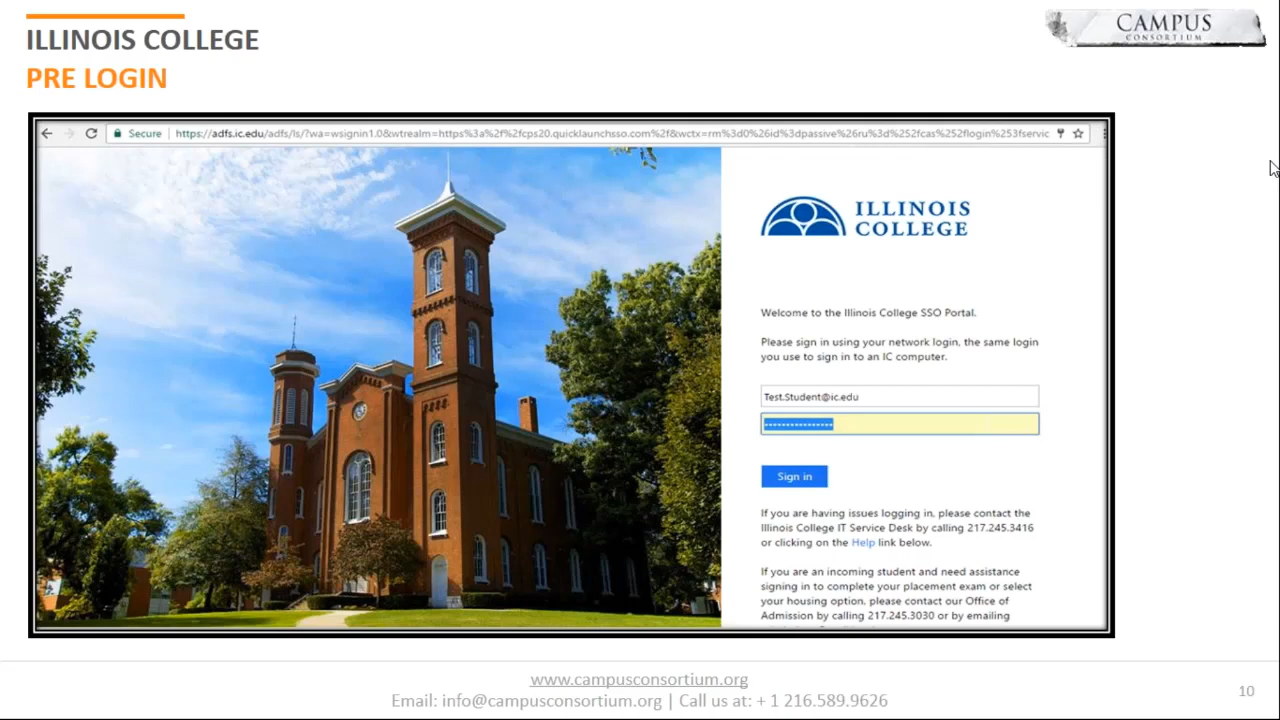 ILLINOIS COLLEGE
PRE LOGIN
CAMPUS
CONSORTIUM
Secure | https://adfs.ic.edu/adfs/ls/?wa=wsignin1.0&wtrealm=https%3a%2f%2fcps20.quicklaunchsso.com%2f&wctx=rm%3d0%26id%3dpassive%26ru%3d%252fcas%252flogin%253fservic
ILLINOIS
COLLEGE
Welcome to the Illinois College SSO Portal.
Please sign in using your network login, the same login
you use to sign in to an IC computer.
Test.Student@ic.edu
Sign in
If you are having issues logging in, please contact the
Illinois College IT Service Desk by calling 217.245.3416
or clicking on the Help link below.
If you are an incoming student and need assistance
signing in to complete your placement exam or select
your housing option, please contact our Office of
Admission by calling 217.245.3030 or by emailing
www.campusconsortium.org
Email: info@campusconsortium.org | Call us at: + 1 216.589.9626
10